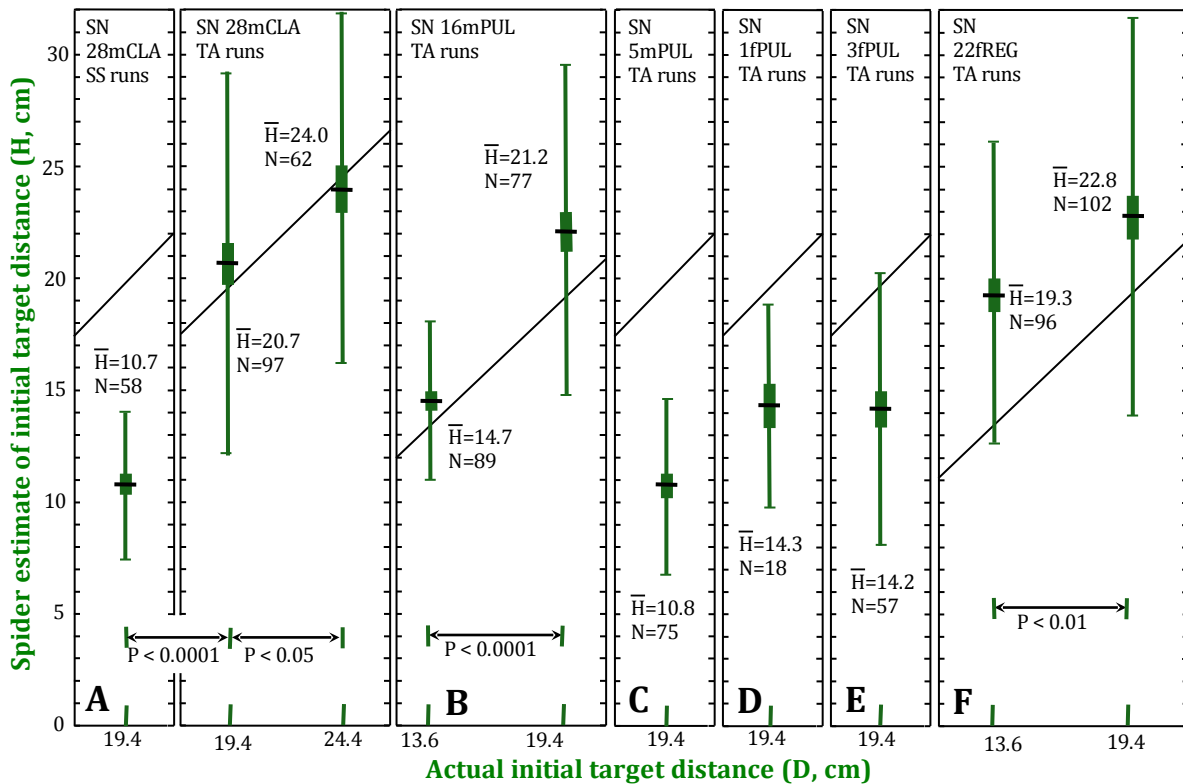 Spider estimate of initial target distance (H, cm)
30
25
20
15
10
5
0
SN
28mCLA
SS runs
H̅=10.7
N=58
A
19.4
SN 28mCLA
TA runs
H̅=24.0
N=62
H̅=20.7
N=97
P < 0.0001
P < 0.05
19.4
24.4
SN 16mPUL
TA runs
H̅=21.2
N=77
H̅=14.7
N=89
P < 0.0001
B
13.6
19.4
SN
5mPUL
TA runs
H̅=10.8
N=75
C
19.4
SN
1fPUL
TA runs
H̅=14.3
N=18
D
19.4
SN
3fPUL
TA runs
H̅=14.2
N=57
E
19.4
SN
22fREG
TA runs
H̅=22.8
N=102
H̅=19.3
N=96
P < 0.01
F
13.6
19.4
Actual initial target distance (D, cm)